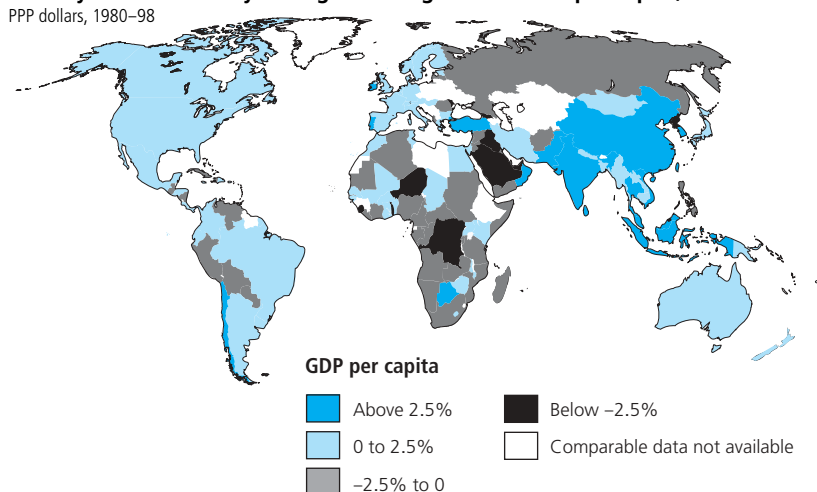 PPP dollars, 1980–98
GDP per capita
Above 2.5%
0 to 2.5%
–2.5% to 0
Below –2.5%
Comparable data not available